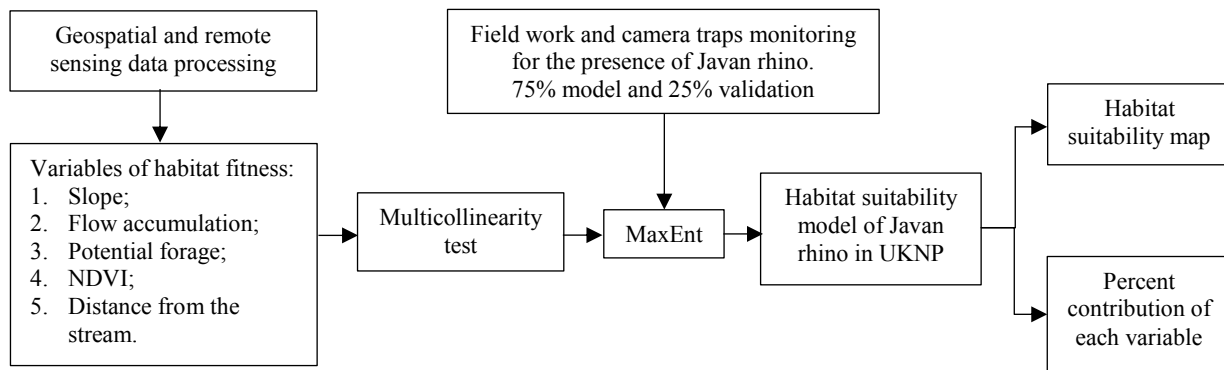 Geospatial and remote
sensing data processing
Field work and camera traps monitoring
for the presence of Javan rhino.
75% model and 25% validation
Variables of habitat fitness:
1. Slope;
2. Flow accumulation;
3. Potential forage;
4. NDVI;
5. Distance from the
stream.
Multicollinearity
test
MaxEnt
Habitat suitability
model of Javan
rhino in UKNP
Habitat
suitability map
Percent
contribution of
each variable